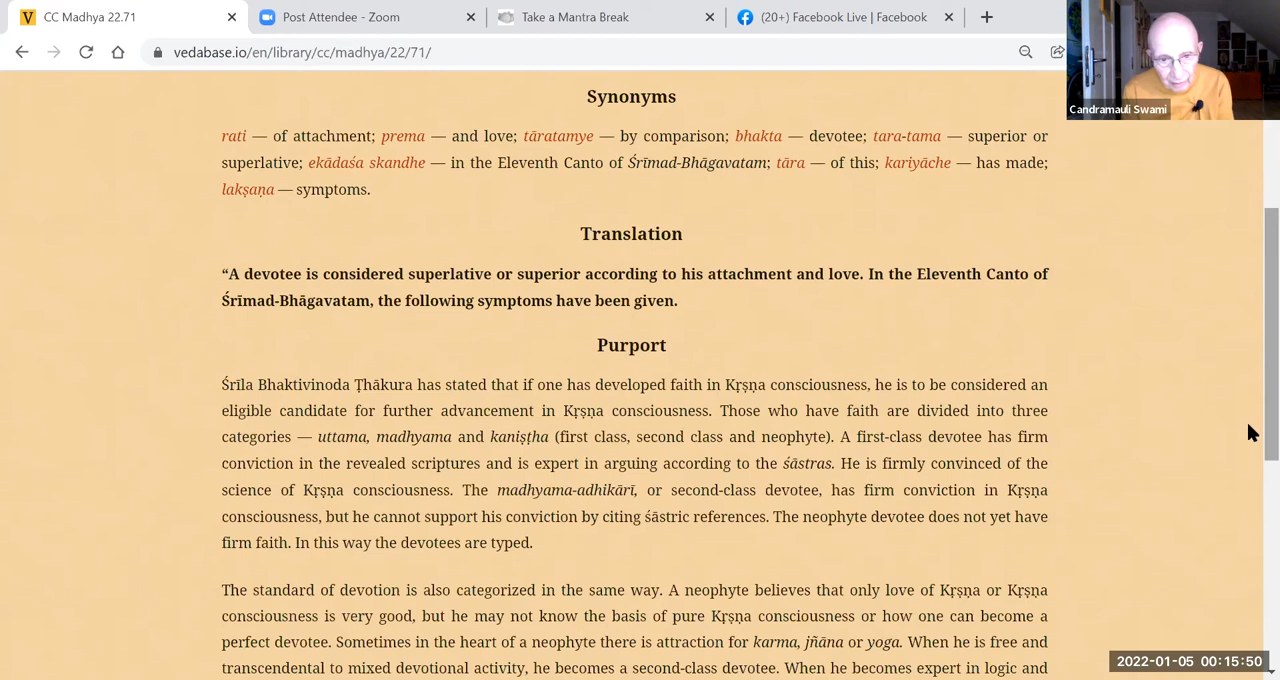 CC Madhya 22.71
Post Attendee - Zoom
Take a Mantra Break
(20+) Facebook Live | Facebook
vedabase.io/en/library/cc/madhya/22/71/
Candramauli Swami
Synonyms
rati — of attachment; prema — and love; tāratamye — by comparison; bhakta — devotee; tara-tama — superior or
superlative; ekādaśa skandhe — in the Eleventh Canto of Śrīmad-Bhāgavatam; tāra — of this; kariyāche — has made;
lakṣaṇa — symptoms.
Translation
“A devotee is considered superlative or superior according to his attachment and love. In the Eleventh Canto of
Śrīmad-Bhāgavatam, the following symptoms have been given.
Purport
Śrīla Bhaktivinoda Ṭhākura has stated that if one has developed faith in Kṛṣṇa consciousness, he is to be considered an
eligible candidate for further advancement in Kṛṣṇa consciousness. Those who have faith are divided into three
categories — uttama, madhyama and kaniṣṭha (first class, second class and neophyte). A first-class devotee has firm
conviction in the revealed scriptures and is expert in arguing according to the śāstras. He is firmly convinced of the
science of Kṛṣṇa consciousness. The madhyama-adhikārī, or second-class devotee, has firm conviction in Kṛṣṇa
consciousness, but he cannot support his conviction by citing śāstric references. The neophyte devotee does not yet have
firm faith. In this way the devotees are typed.
The standard of devotion is also categorized in the same way. A neophyte believes that only love of Kṛṣṇa or Kṛṣṇa
consciousness is very good, but he may not know the basis of pure Kṛṣṇa consciousness or how one can become a
perfect devotee. Sometimes in the heart of a neophyte there is attraction for karma, jñāna or yoga. When he is free and
transcendental to mixed devotional activity, he becomes a second-class devotee. When he becomes expert in logic and
2022-01-05 00:15:50